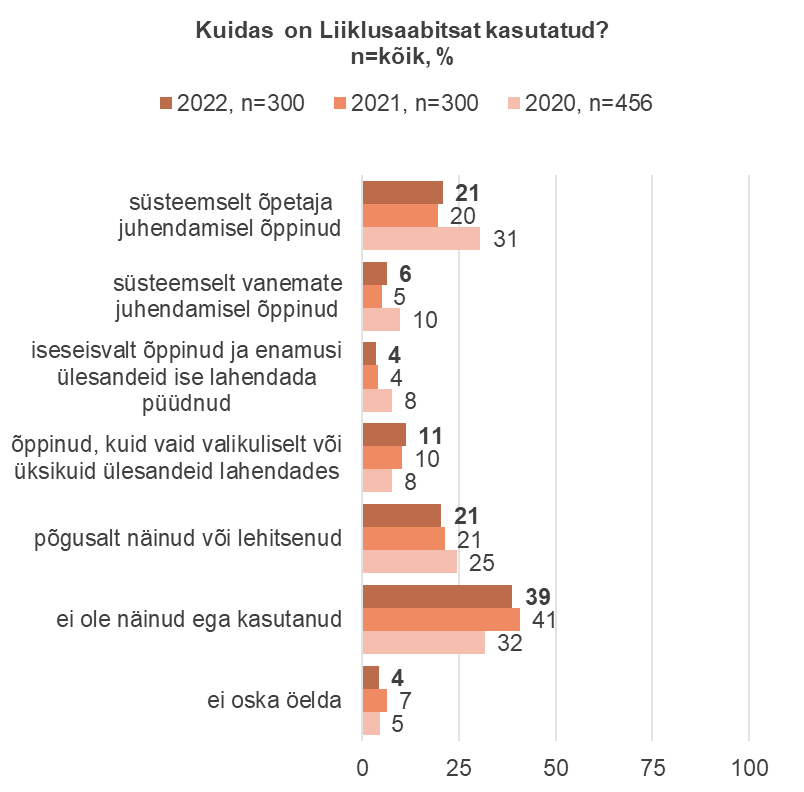 Kuidas on Liiklusaabitsat kasutatud?
n=kõik, %
2022, n=300 2021, n=300 2020, n=456
süsteemselt õpetaja
juhendamisel õppinud
21
20
31
süsteemselt vanemate
juhendamisel õppinud
6
5
10
iseseisvalt õppinud ja enamusi
ülesandeid ise lahendada
püüdnud
4
4
8
õppinud, kuid vaid valikuliselt või
üksikuid ülesandeid lahendades
11
10
8
põgusalt näinud või lehitsenud
21
21
25
ei ole näinud ega kasutanud
39
41
32
ei oska öelda
4
7
5
0 25 50 75 100